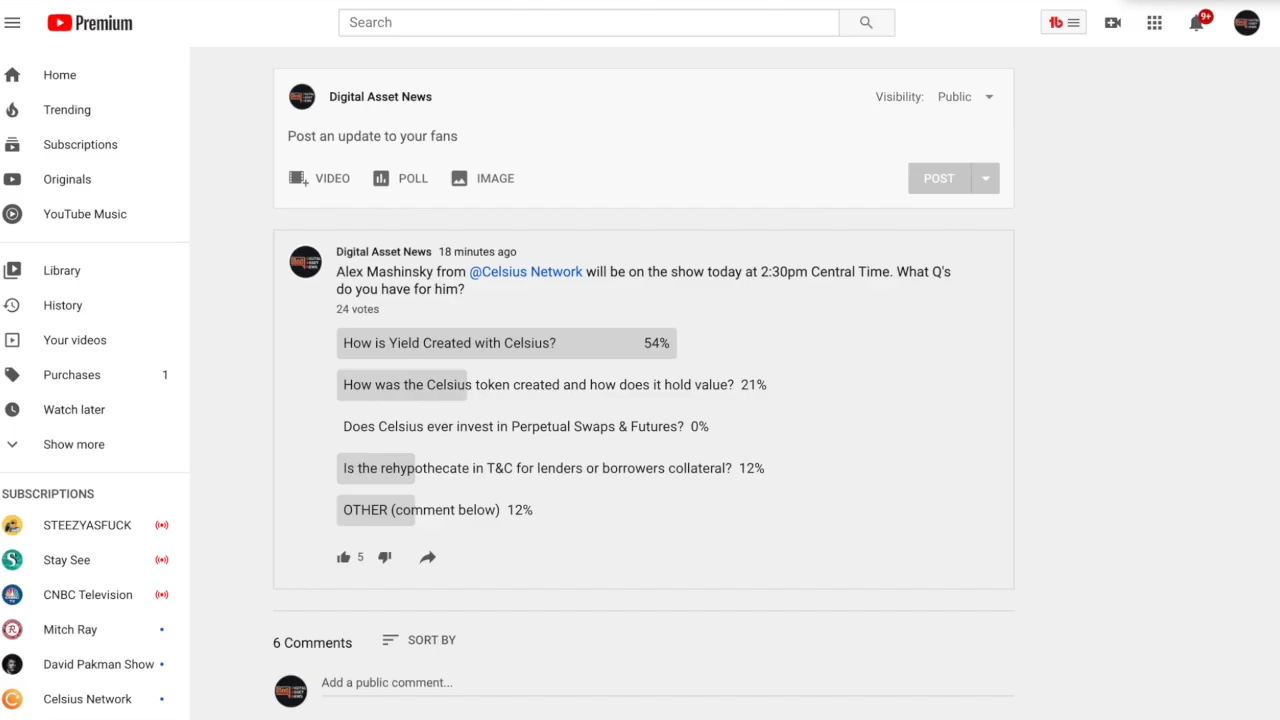 Premium
Search
9+
Home
Trending
Subscriptions
Originals
YouTube Music
Library
History
Your videos
Purchases 1
Watch later
Show more
SUBSCRIPTIONS
STEEZYASFUCK
Stay See
CNBC Television
Mitch Ray
David Pakman Show
Celsius Network
Digital Asset News
Visibility: Public
Post an update to your fans
VIDEO POLL IMAGE
POST
Digital Asset News 18 minutes ago
Alex Mashinsky from @Celsius Network will be on the show today at 2:30pm Central Time. What Q's
do you have for him?
24 votes
How is Yield Created with Celsius? 54%
How was the Celsius token created and how does it hold value? 21%
Does Celsius ever invest in Perpetual Swaps & Futures? 0%
Is the rehypothecate in T&C for lenders or borrowers collateral? 12%
OTHER (comment below) 12%
5
6 Comments SORT BY
Add a public comment...